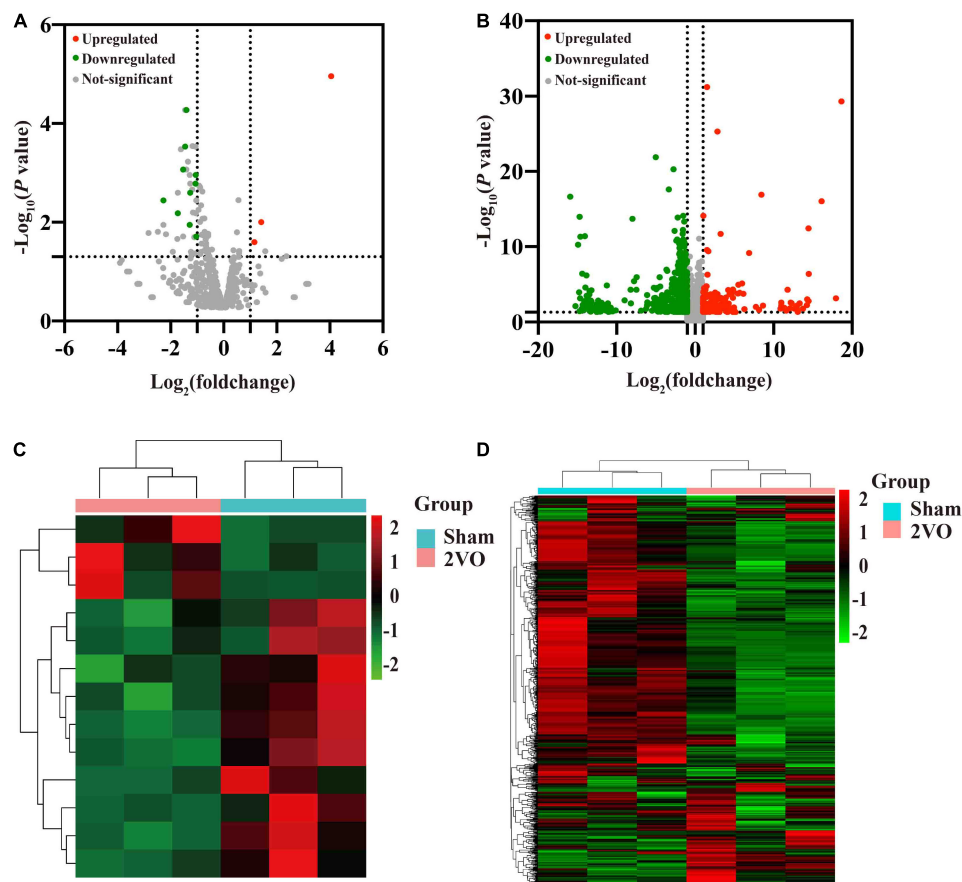 A
6
4
2
0
-Log10(P value)
Upregulated
Downregulated
Not-significant
-6 -4 -2 0 2 4 6
Log2(foldchange)
B
40
30
20
10
0
-Log10(P value)
Upregulated
Downregulated
Not-significant
-20 -10 0 10 20
Log2(foldchange)
C
Group
Sham
2VO
2
1
0
-1
-2
D
Group
Sham
2VO
2
1
0
-1
-2